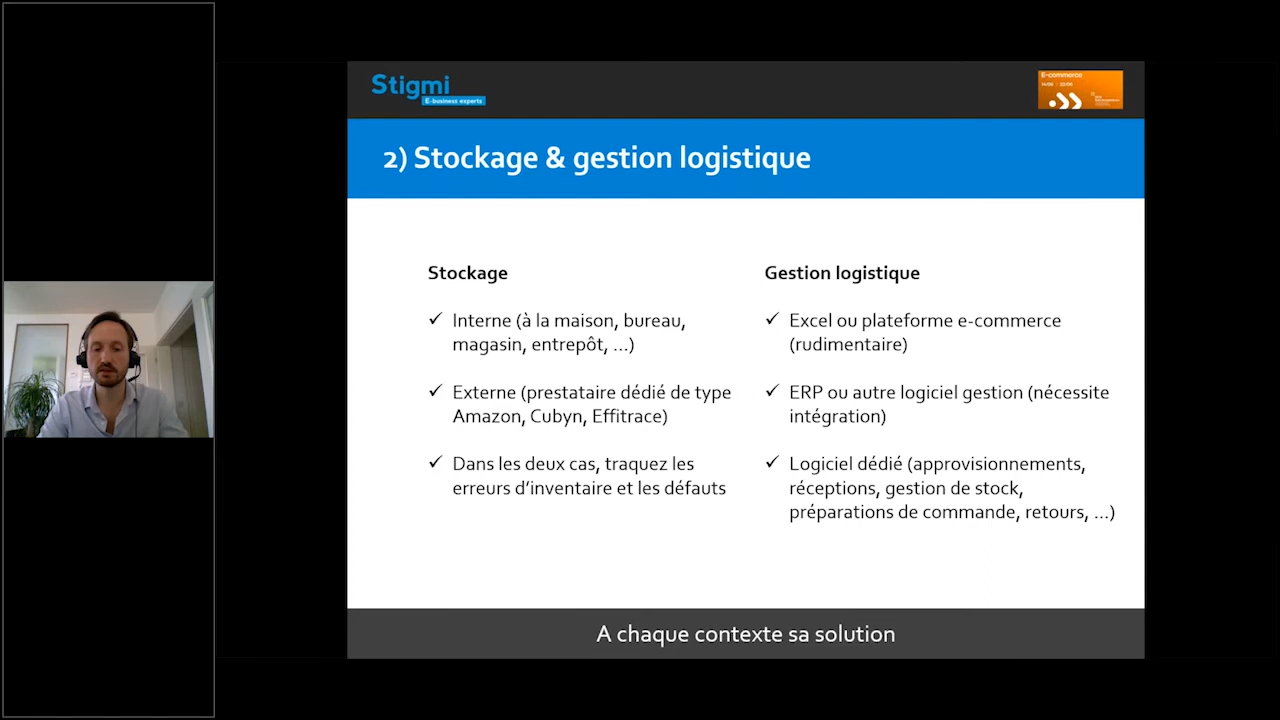 Stigmi
E-business experts
E-commerce
2) Stockage & gestion logistique
Stockage
✓ Interne (à la maison, bureau,
magasin, entrepôt, ...)
✓ Externe (prestataire dédié de type
Amazon, Cubyn, Effitrace)
✓ Dans les deux cas, traquez les
erreurs d’inventaire et les défauts
Gestion logistique
✓ Excel ou plateforme e-commerce
(rudimentaire)
✓ ERP ou autre logiciel gestion (nécessite
intégration)
✓ Logiciel dédié (approvisionnements,
réceptions, gestion de stock,
préparations de commande, retours, ...)
A chaque contexte sa solution